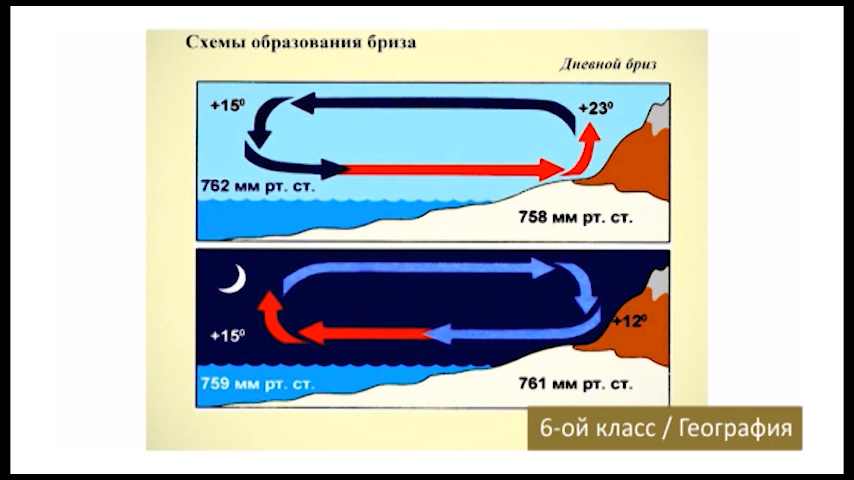 Схемы образования бриза
Дневной бриз
+15⁰
+23⁰
762 мм рт. ст.
758 мм рт. ст.
+15⁰
+12⁰
759 мм рт. ст.
761 мм рт. ст.
6-ой класс / География